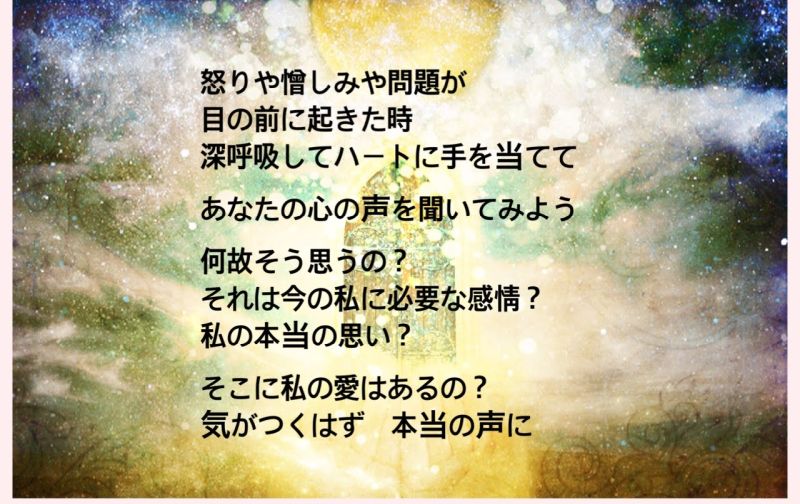 怒りや憎しみや問題が
目の前に起きた時
深呼吸してハートに手を当てて
あなたの心の声を聞いてみよう
何故そう思うの？
それは今の私に必要な感情？
私の本当の思い？
そこに私の愛はあるの？
気がつくはず　本当の声に